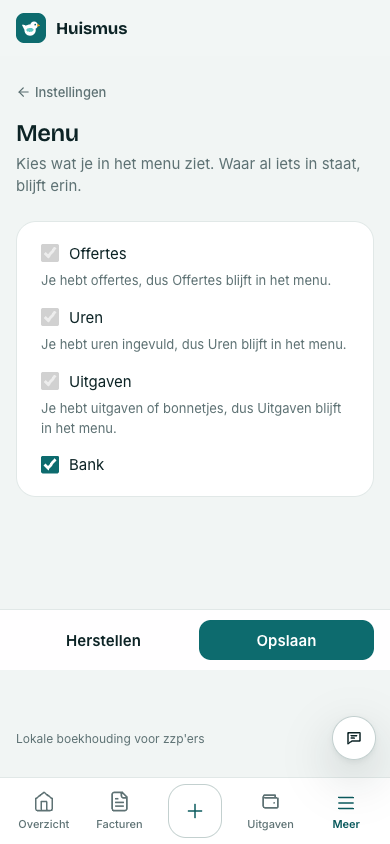 Huismus
Instellingen
Menu
Kies wat je in het menu ziet. Waar al iets in staat,
blijft erin.
Offertes
Je hebt offertes, dus Offertes blijft in het menu.
Uren
Je hebt uren ingevuld, dus Uren blijft in het menu.
Uitgaven
Je hebt uitgaven of bonnetjes, dus Uitgaven blijft
in het menu.
Bank
Herstellen
Opslaan
Lokale boekhouding voor zzp'ers
Overzicht
Facturen
Uitgaven
Meer